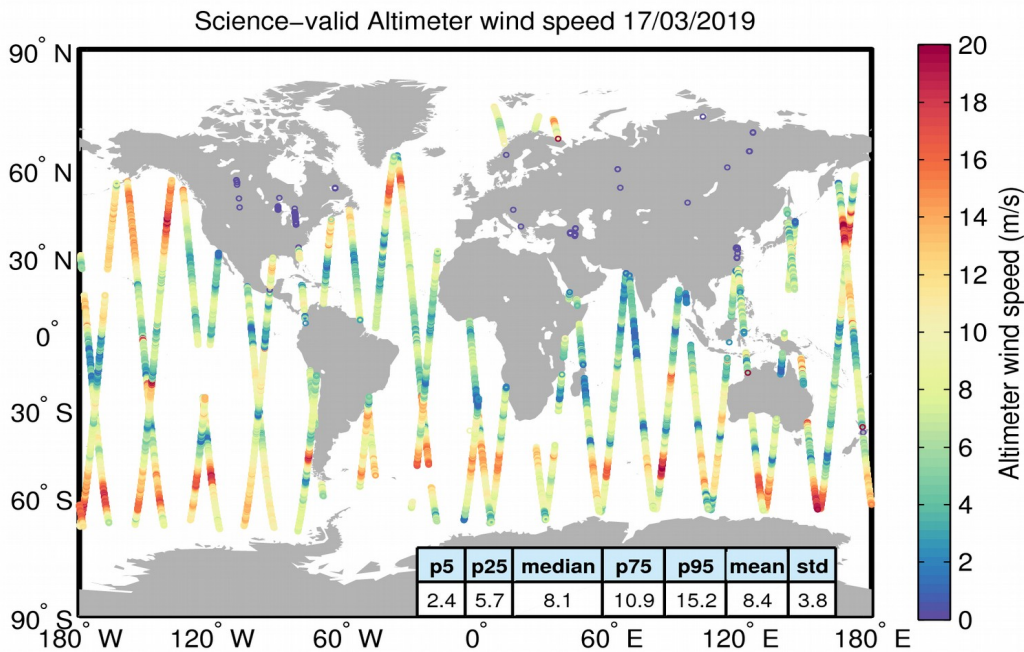 Science-valid Altimeter wind speed 17/03/2019
90° N
60° N
30° N
0°
30° S
60° S
90° S
180° W
120° W
60° W
0°
60° E
120° E
180° E
p5 p25 median p75 p95 mean std
2.4 5.7 8.1 10.9 15.2 8.4 3.8
20
18
16
14
12
10
8
6
4
2
0
Altimeter wind speed (m/s)